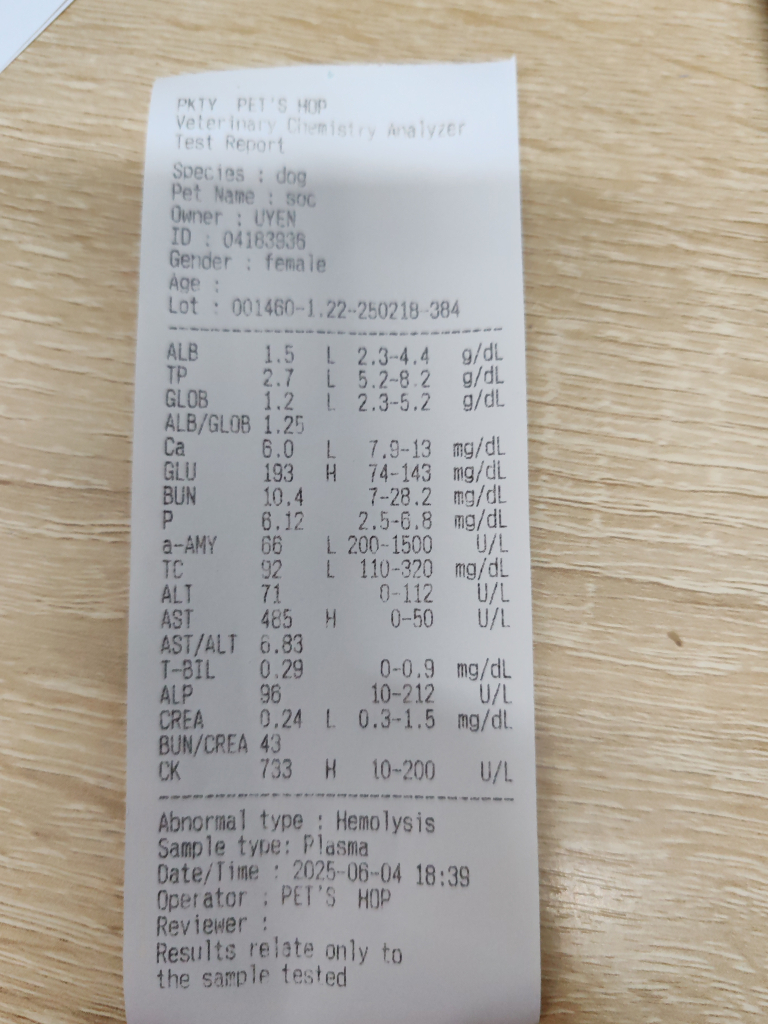 PKTY PET'S HOP
Veterinary Chemistry Analyzer
Test Report
Species : dog
Pet Name : soc
Owner : UYEN
ID : 04183936
Gender : female
Age :
Lot : 001460-1.22-250218-384
ALB 1.5 L 2.3-4.4 g/dL
TP 2.7 L 5.2-8.2 g/dL
GLOB 1.2 L 2.3-5.2 g/dL
ALB/GLOB 1.25
Ca 6.0 L 7.9-13 mg/dL
GLU 193 H 74-143 mg/dL
BUN 10.4 7-28.2 mg/dL
P 6.12 2.5-6.8 mg/dL
a-AMY 66 L 200-1500 U/L
TC 92 L 110-320 mg/dL
ALT 71 0-112 U/L
AST 485 H 0-50 U/L
AST/ALT 6.83
T-BIL 0.29 0-0.9 mg/dL
ALP 96 10-212 U/L
CREA 0.24 L 0.3-1.5 mg/dL
BUN/CREA 43
CK 733 H 10-200 U/L
Abnormal type : Hemolysis
Sample type: Plasma
Date/Time : 2025-06-04 18:39
Operator : PET'S HOP
Reviewer :
Results relate only to
the sample tested